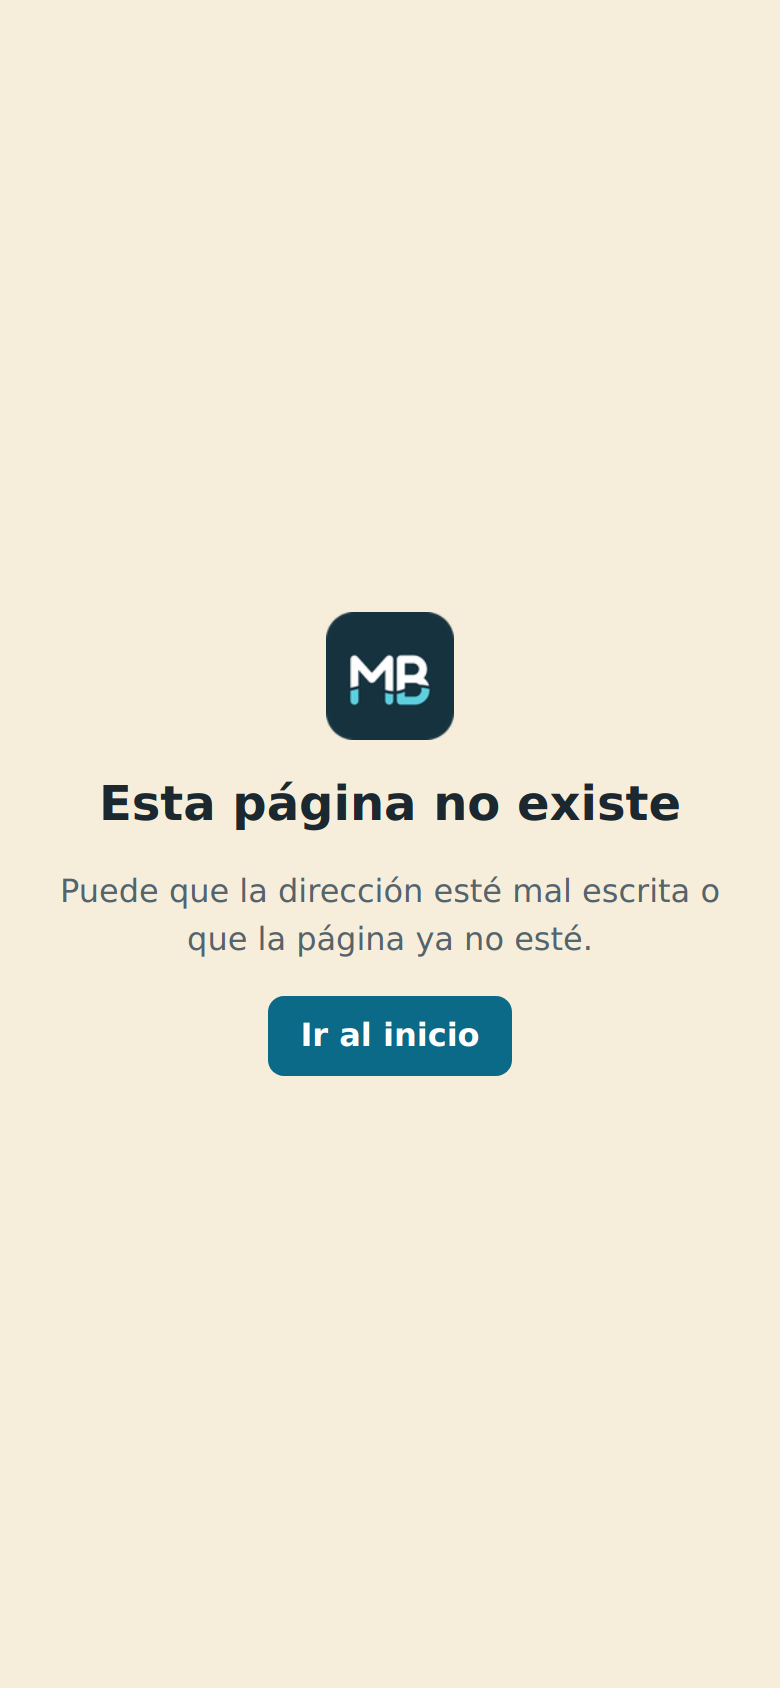 MB
Esta página no existe
Puede que la dirección esté mal escrita o
que la página ya no esté.
Ir al inicio